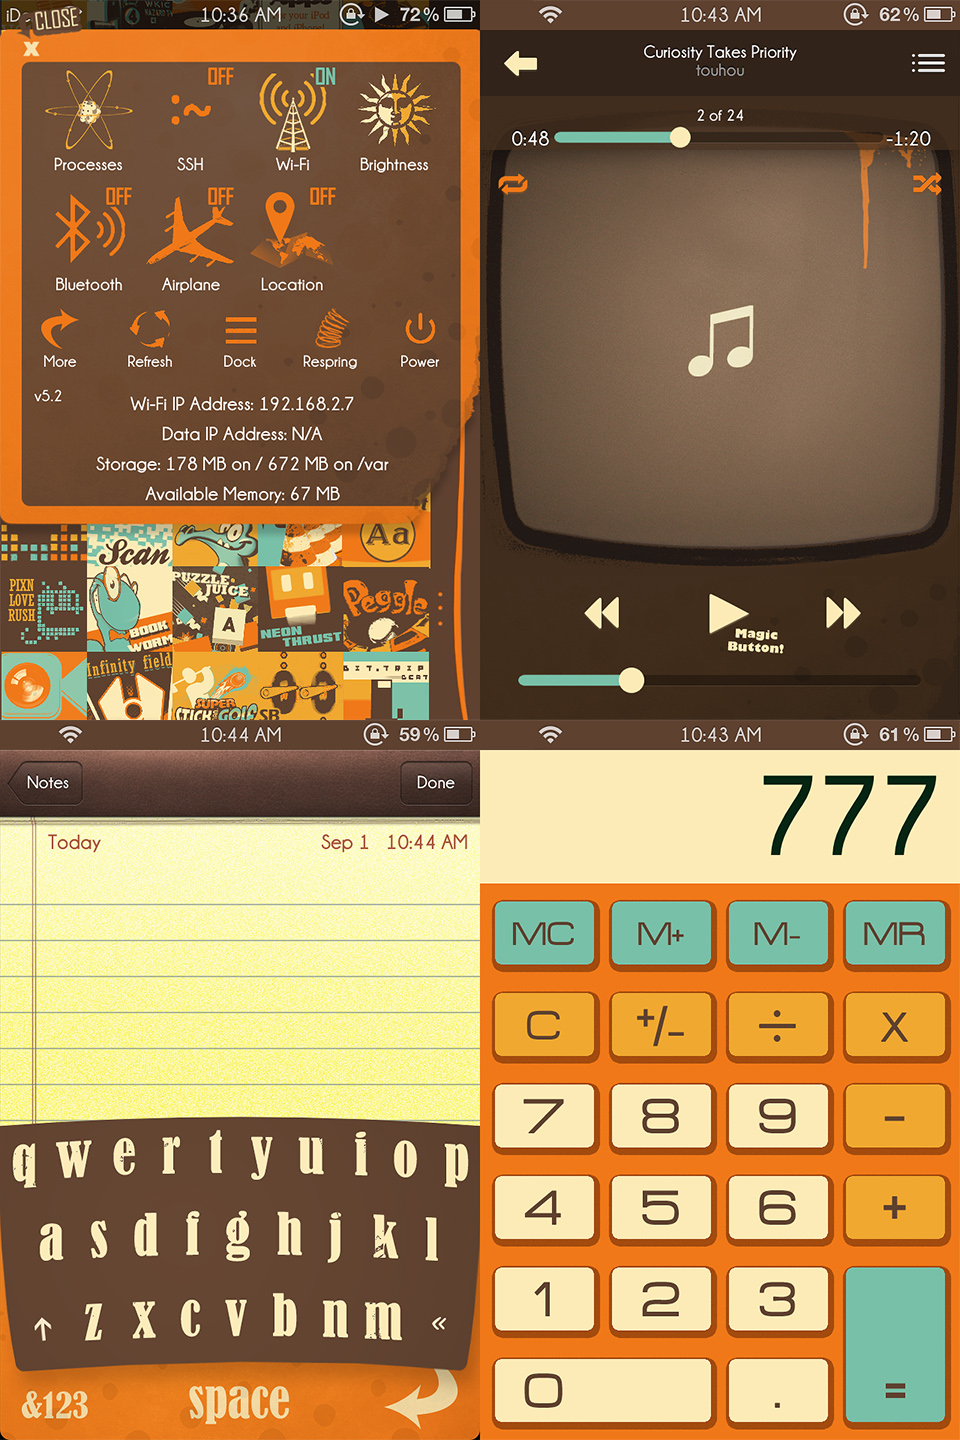 iD
CLOSE
10:36 AM
72%
x
OFF
ON
Processes
SSH
Wi-Fi
Brightness
OFF
OFF
OFF
Bluetooth
Airplane
Location
More
Refresh
Dock
Respring
Power
v5.2
Wi-Fi IP Address: 192.168.2.7
Data IP Address: N/A
Storage: 178 MB on / 672 MB on /var
Available Memory: 67 MB
Aa
Scan
PIXN
LOVE
RUSH
BOOK
WORM
PUZZLE
JUICE
A
NEON
THRUST
Peggle
Infinity field
SUPER
STICK GOLF
SB
BIT.TRIP
10:43 AM
62%
Curiosity Takes Priority
touhou
2 of 24
0:48
-1:20
Magic
Button!
10:44 AM
59%
Notes
Done
Today
Sep 1 10:44 AM
q w e r t y u i o p
a s d f g h j k l
z x c v b n m «
&123
space
10:43 AM
61%
777
MC M+ M- MR
C +/- ÷ X
7 8 9 -
4 5 6 +
1 2 3
0 . =